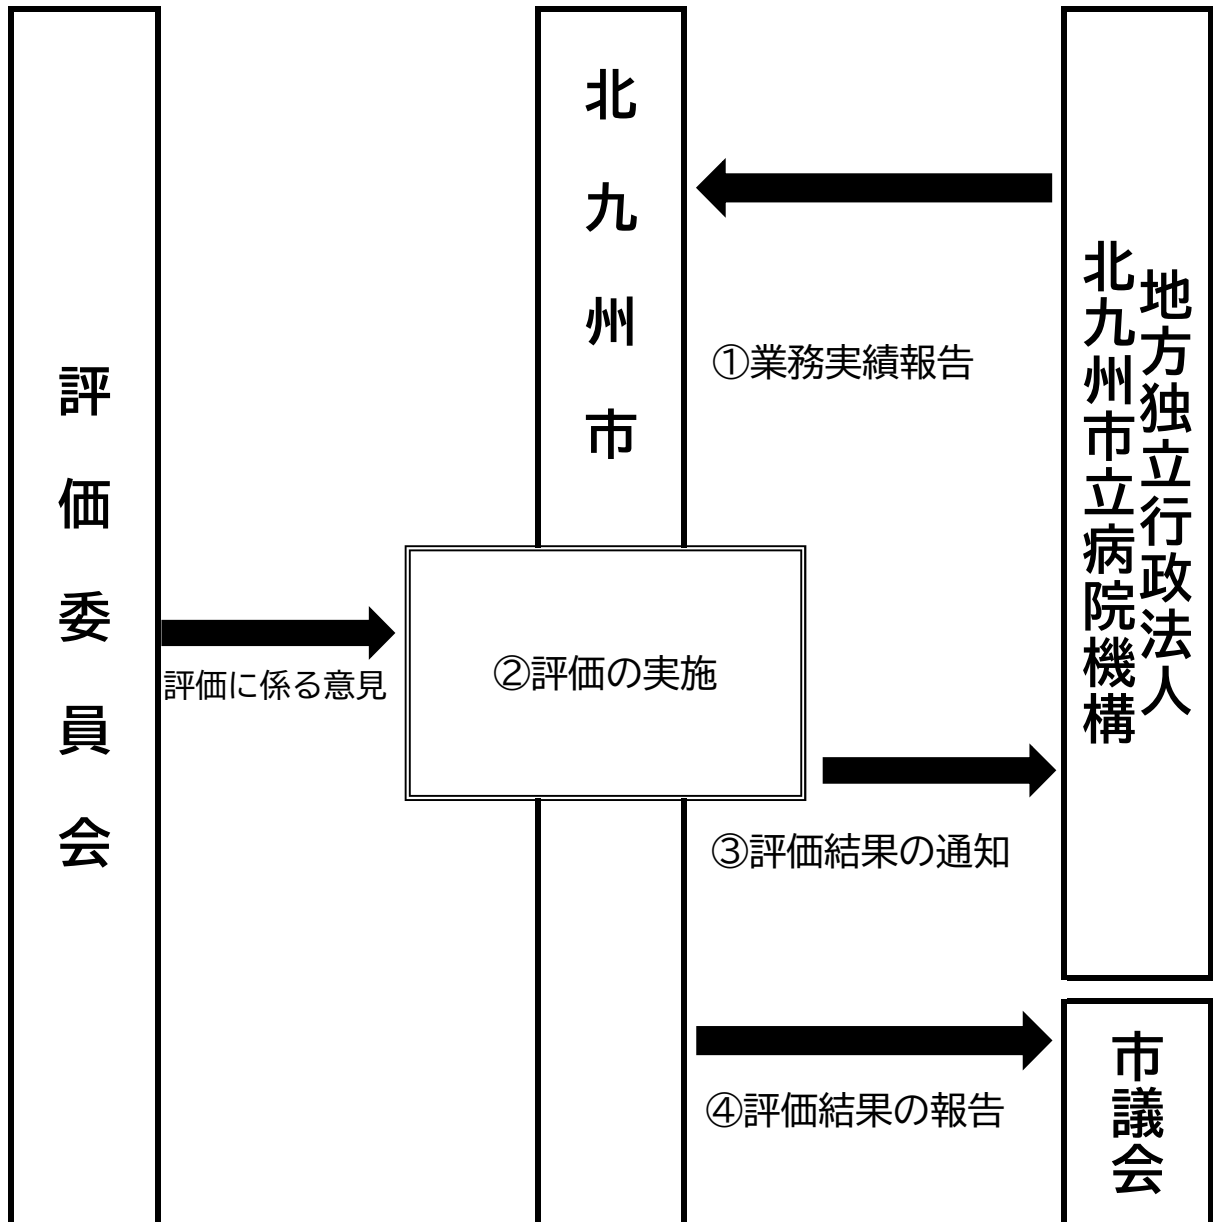 評価委員会
北九州市
地方独立行政法人
北九州市立病院機構
①業務実績報告
評価に係る意見
②評価の実施
③評価結果の通知
④評価結果の報告
市議会